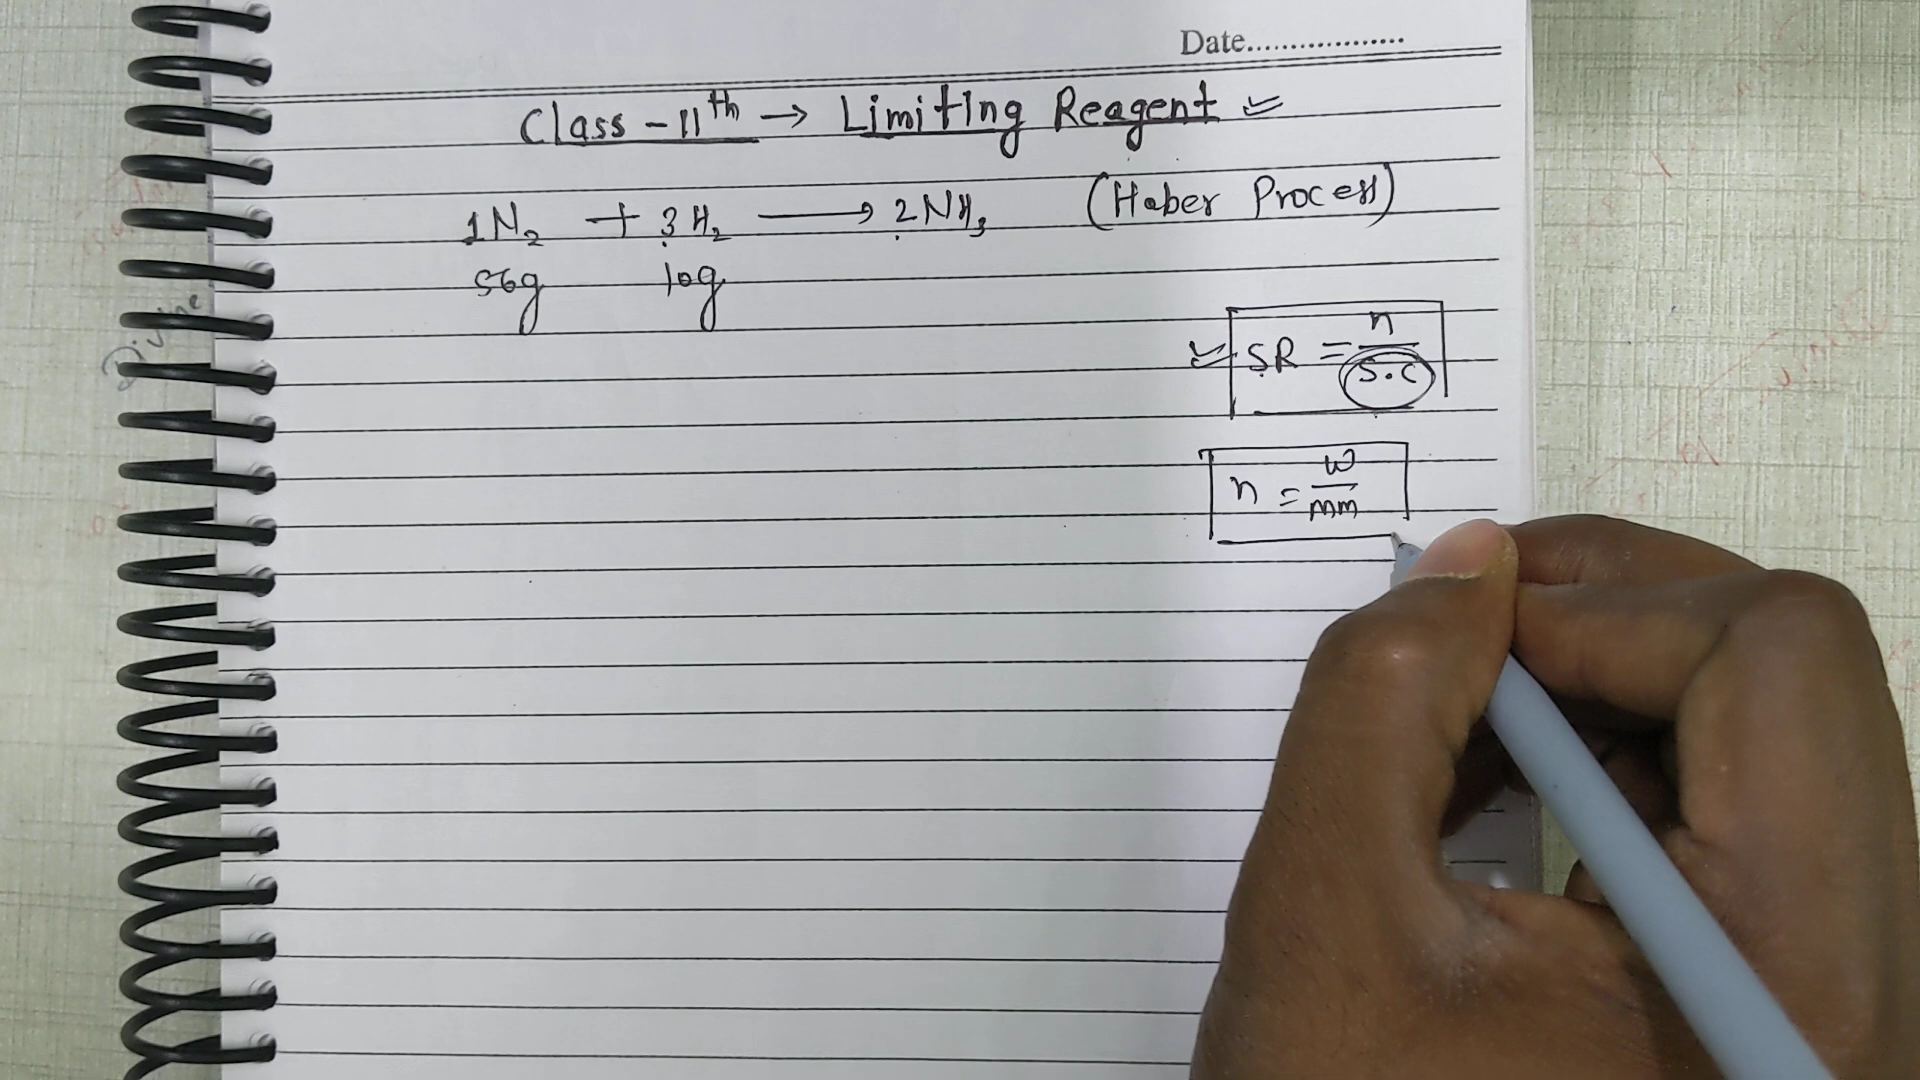 Date..................
Class - 11th → Limiting Reagent
1N₂ + 3H₂ → 2NH₃ (Haber Process)
56g 10g
SR = n/S.C
n = w/mm